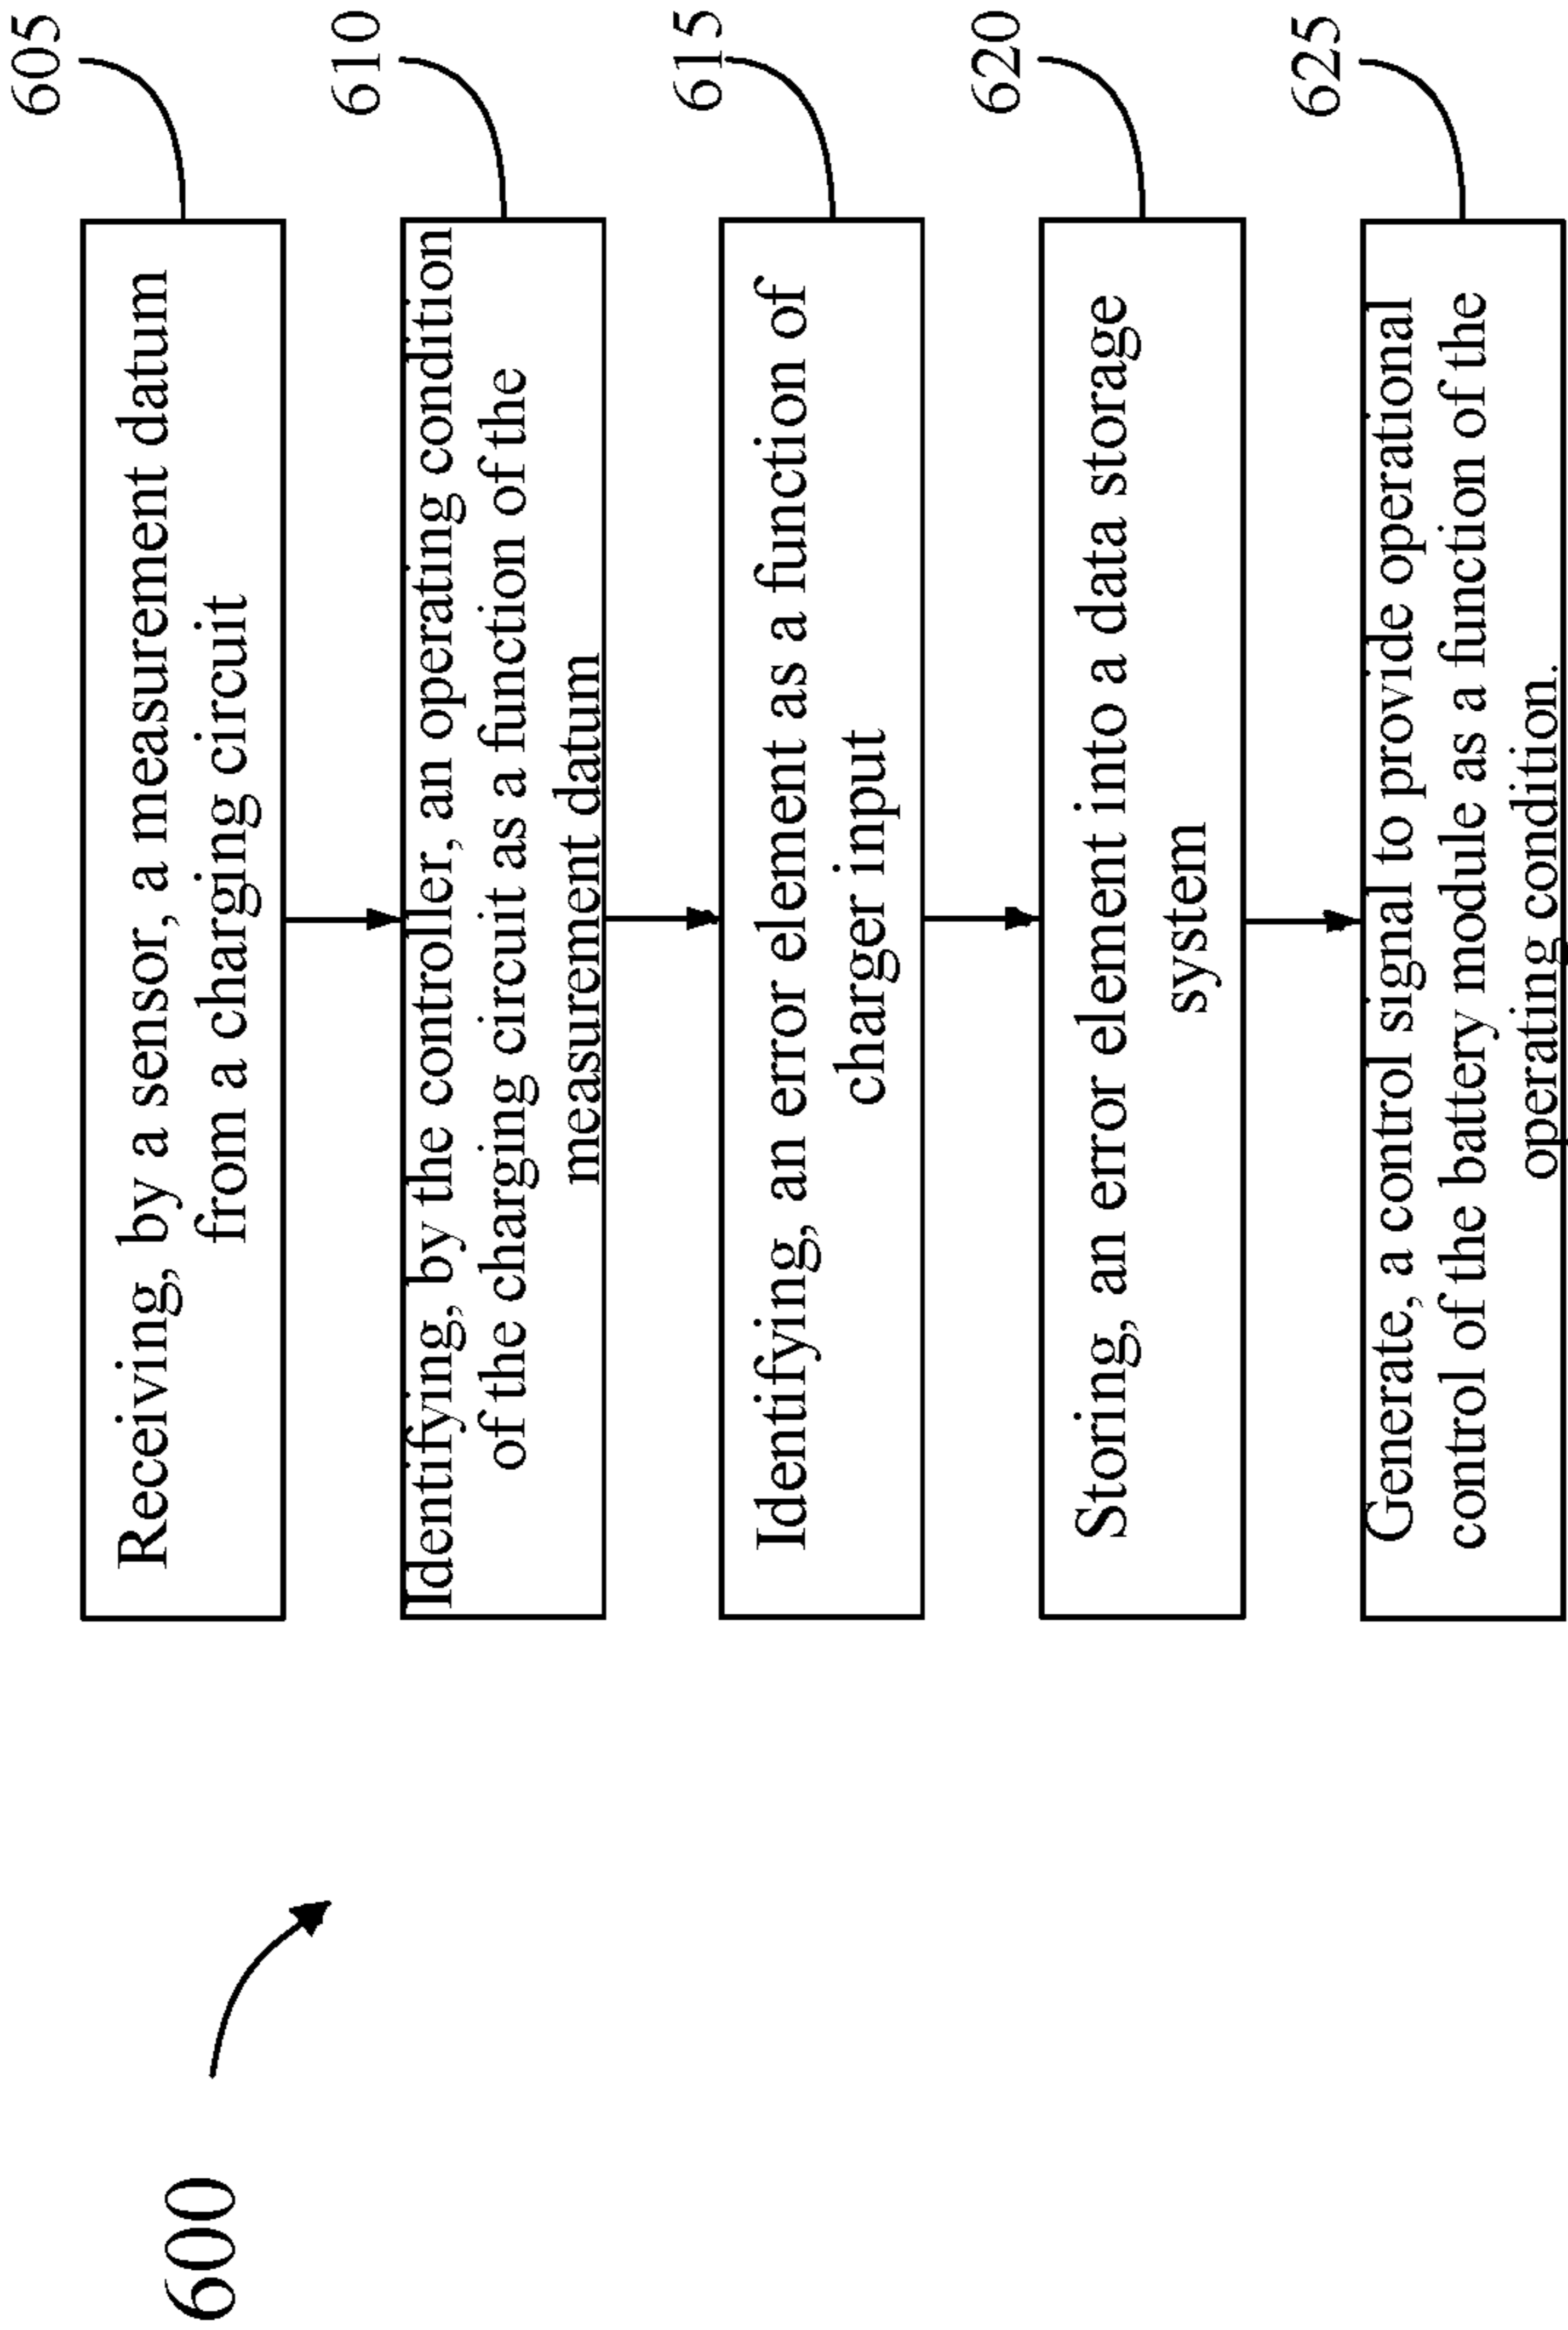 600
605
Receiving, by a sensor, a measurement datum
from a charging circuit
610
Identifying, by the controller, an operating condition
of the charging circuit as a function of the
measurement datum
615
Identifying, an error element as a function of
charger input
620
Storing, an error element into a data storage
system
625
Generate, a control signal to provide operational
control of the battery module as a function of the
operating condition.